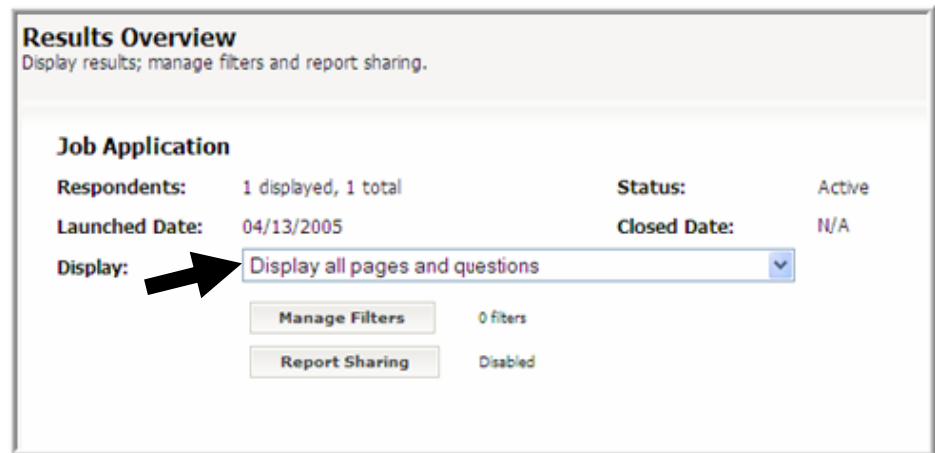 Results Overview
Display results; manage filters and report sharing.
Job Application
Respondents: 1 displayed, 1 total Status: Active
Launched Date: 04/13/2005 Closed Date: N/A
Display: Display all pages and questions
Manage Filters 0 filters
Report Sharing Disabled